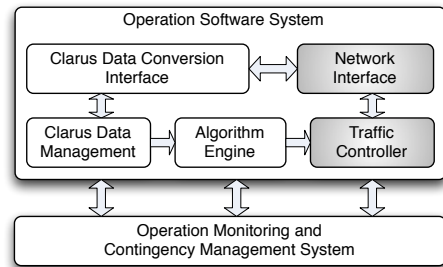 Operation Software System
Clarus Data Conversion
Interface
Network
Interface
Clarus Data
Management
Algorithm
Engine
Traffic
Controller
Operation Monitoring and
Contingency Management System